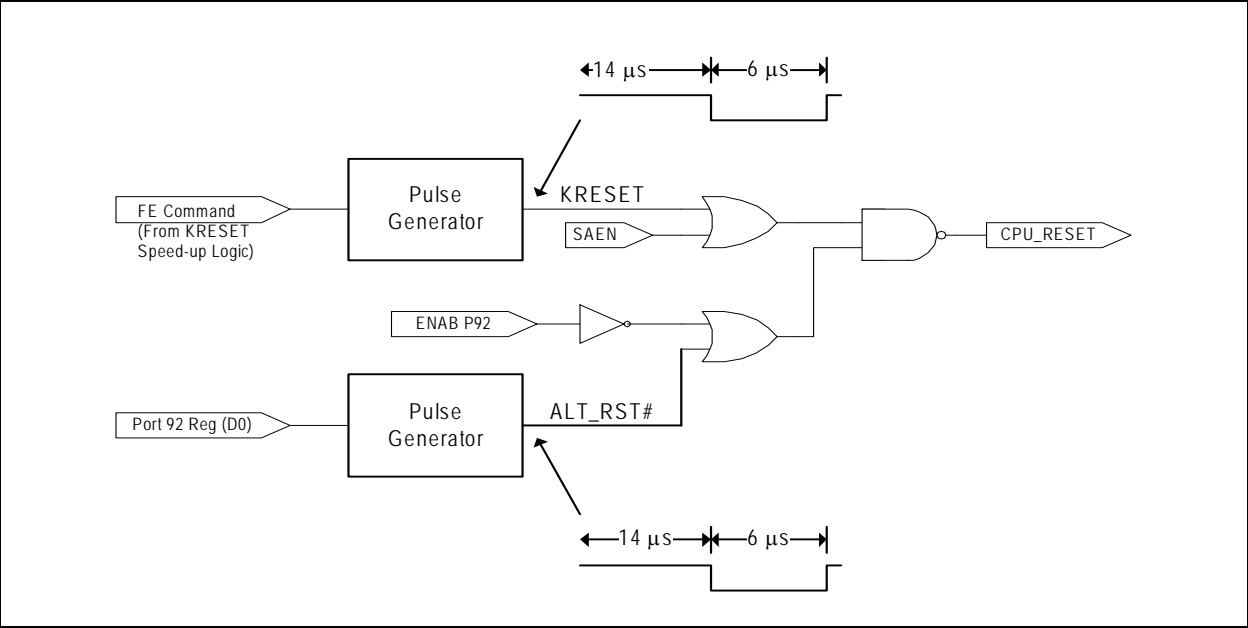 14 μs
6 μs
Pulse
Generator
KRESET
FE Command
(From KRESET
Speed-up Logic)
SAEN
CPU_RESET
ENAB P92
Pulse
Generator
ALT_RST#
Port 92 Reg (D0)
14 μs
6 μs